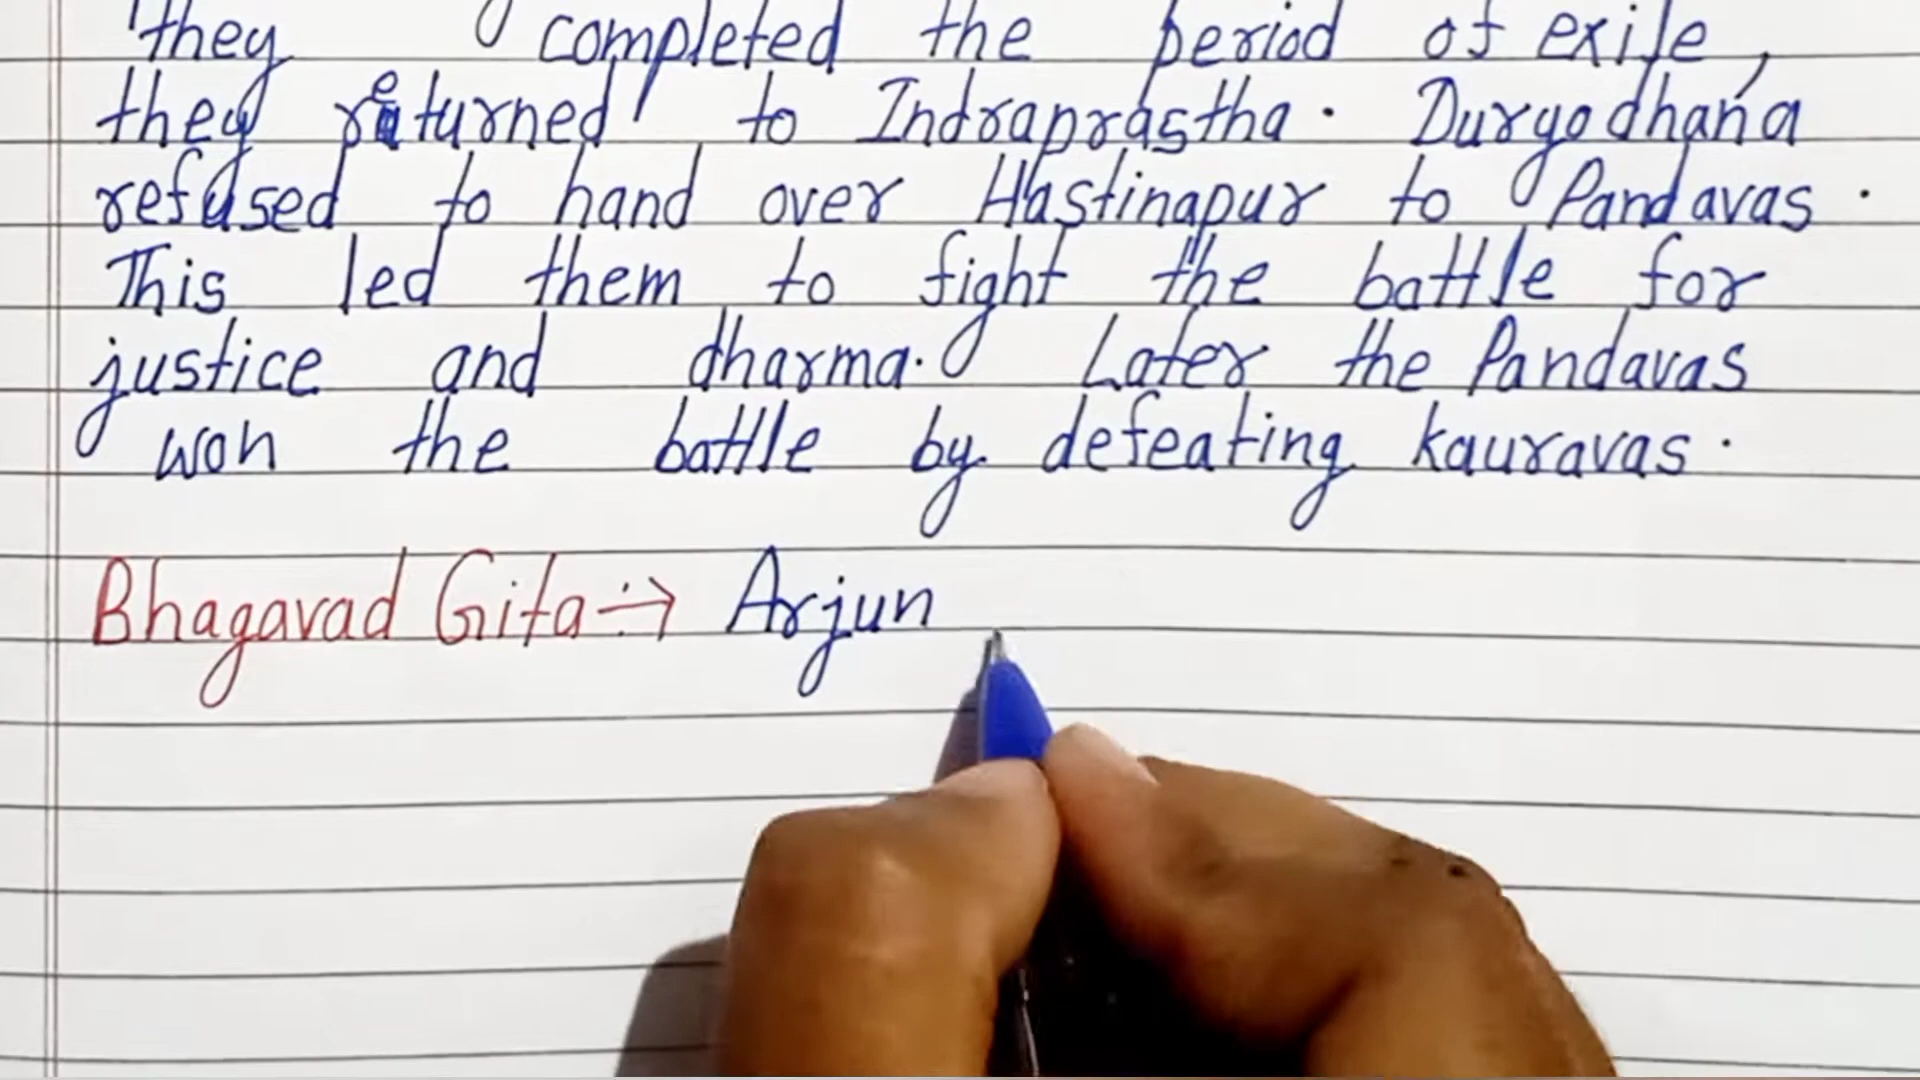 they completed the period of exile,
they returned to Indraprastha. Duryodhana
refused to hand over Hastinapur to Pandavas.
This led them to fight the battle for
justice and dharma. Later the Pandavas
won the battle by defeating kauravas.
Bhagavad Gita ÷→ Arjun